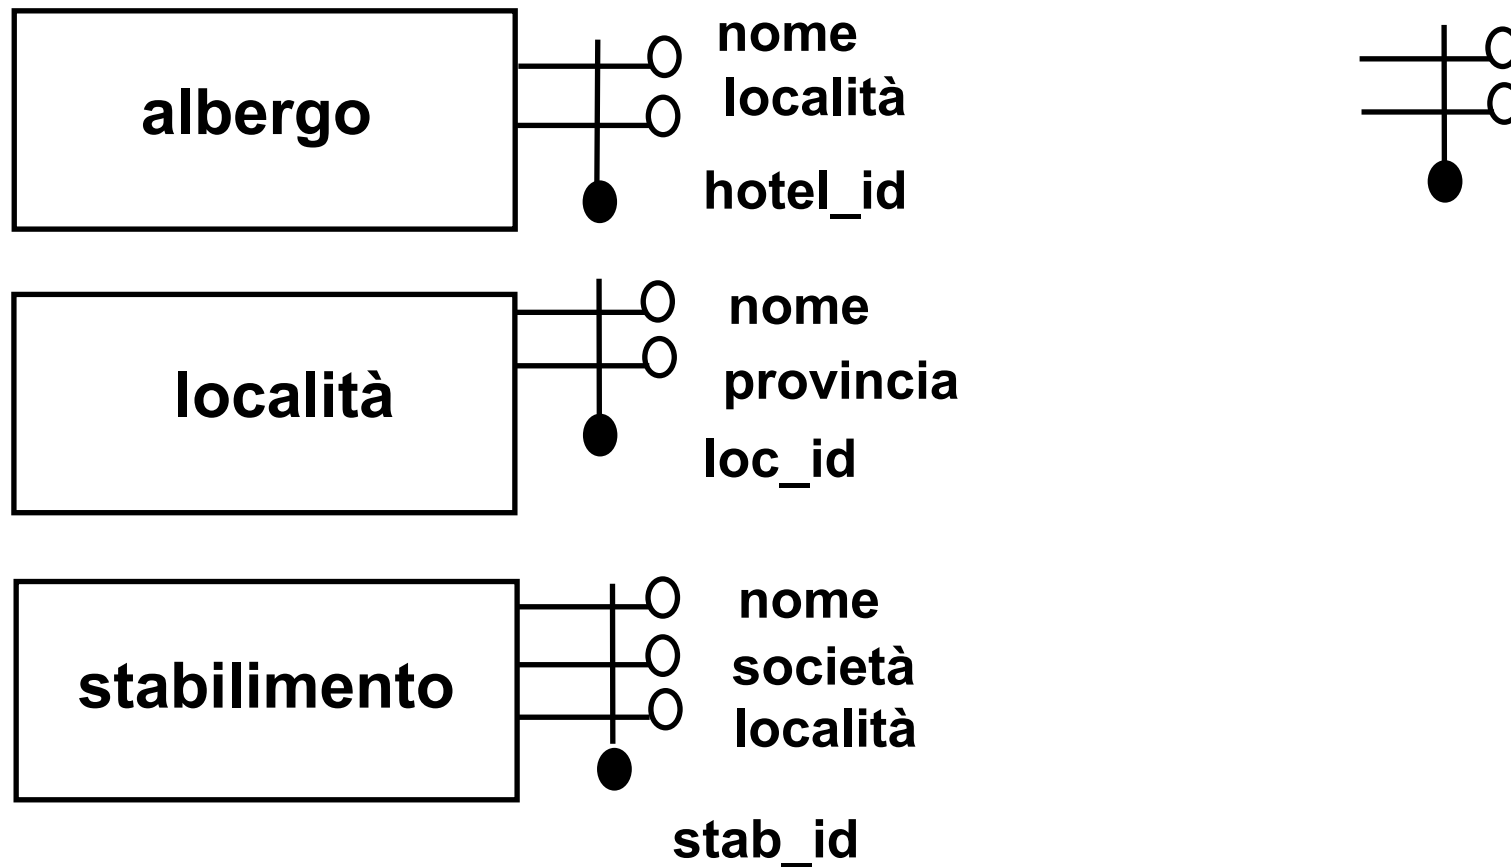 albergo
nome
località
hotel_id
località
nome
provincia
loc_id
stabilimento
nome
società
località
stab_id